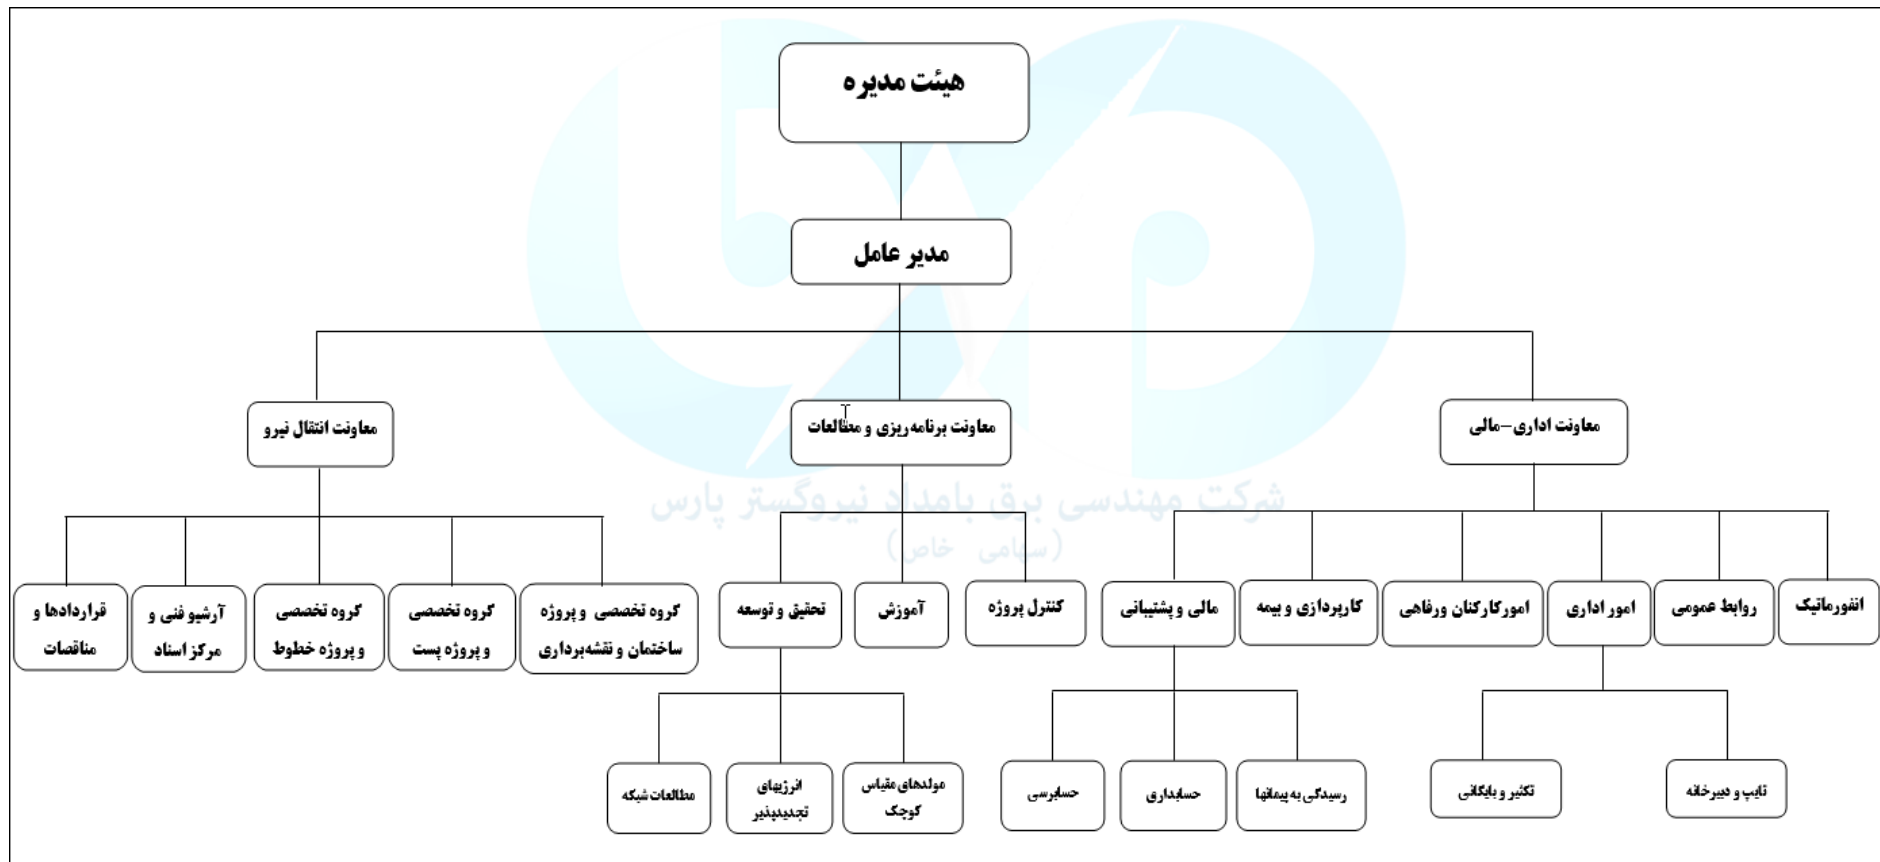 هیئت مدیره
مدیر عامل
معاونت اداری-مالی
معاونت برنامه‌ریزی و مطالعات
معاونت انتقال نیرو
شرکت مهندسی برق بامداد نیروگستر پارس
(سهامی خاص)
انفورماتیک
روابط عمومی
امور اداری
امورکارکنان ورفاهی
کارپردازی و بیمه
مالی و پشتیبانی
کنترل پروژه
آموزش
تحقیق و توسعه
گروه تخصصی و پروژه
ساختمان و نقشه‌برداری
گروه تخصصی
و پروژه پست
گروه تخصصی
و پروژه خطوط
آرشیو فنی و
مرکز اسناد
قراردادها و
مناقصات
تایپ و دبیرخانه
تکثیر و بایگانی
رسیدگی به پیمانها
حسابداری
حسابرسی
مولدهای مقیاس
کوچک
انرژیهای
تجدیدپذیر
مطالعات شبکه